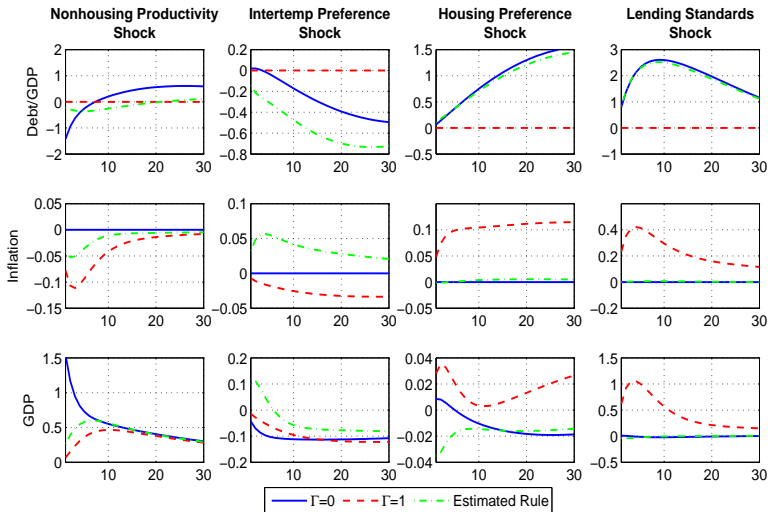 Nonhousing Productivity
Shock
Intertemp Preference
Shock
Housing Preference
Shock
Lending Standards
Shock
Debt/GDP
2
1
0
−1
−2
10 20 30
0.2
0
−0.2
−0.4
−0.6
−0.8
10 20 30
1.5
1
0.5
0
−0.5
10 20 30
3
2
1
0
−1
10 20 30
Inflation
0.05
0
−0.05
−0.1
−0.15
10 20 30
0.1
0.05
0
−0.05
10 20 30
0.1
0.05
0
−0.05
10 20 30
0.4
0.2
0
−0.2
10 20 30
GDP
1.5
1
0.5
0
10 20 30
0.2
0.1
0
−0.1
−0.2
10 20 30
0.04
0.02
0
−0.02
−0.04
10 20 30
1.5
1
0.5
0
−0.5
10 20 30
Γ=0 Γ=1 Estimated Rule